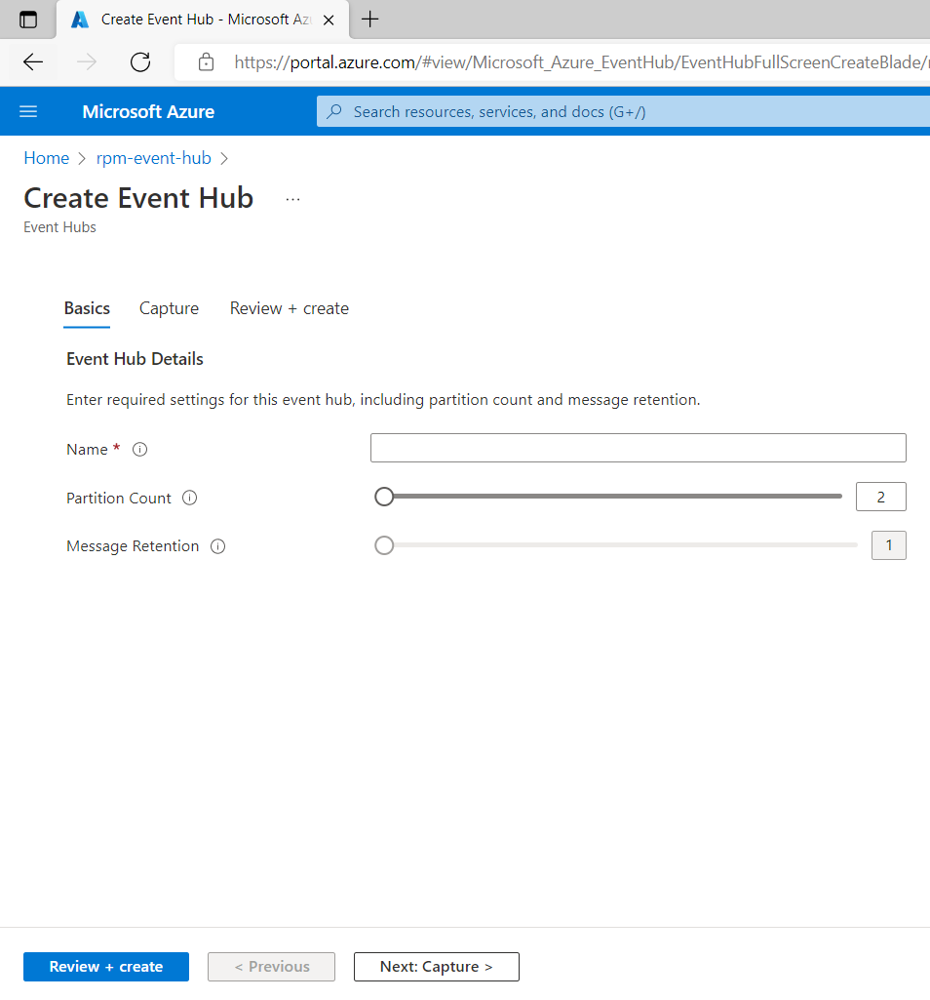 Create Event Hub - Microsoft Az
https://portal.azure.com/#view/Microsoft_Azure_EventHub/EventHubFullScreenCreateBlade/
Microsoft Azure
Search resources, services, and docs (G+/)
Home > rpm-event-hub >
Create Event Hub ...
Event Hubs
Basics Capture Review + create
Event Hub Details
Enter required settings for this event hub, including partition count and message retention.
Name *
Partition Count 2
Message Retention 1
Review + create < Previous Next: Capture >